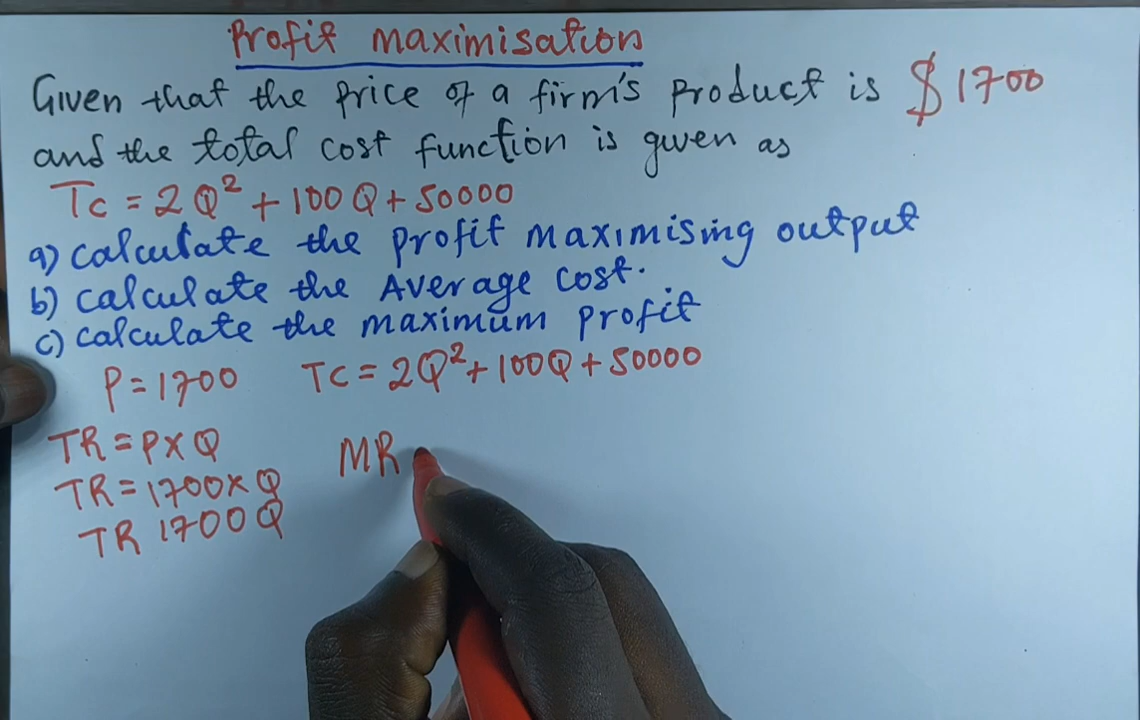 Profit maximisation
Given that the price of a firm's product is $1700
and the total cost function is given as
TC = 2Q² + 100Q + 50000
a) calculate the profit maximising output
b) calculate the Average cost.
c) calculate the maximum profit
P = 1700 TC = 2Q² + 100Q + 50000
TR = P X Q
TR = 1700 X Q
TR 1700Q
MR